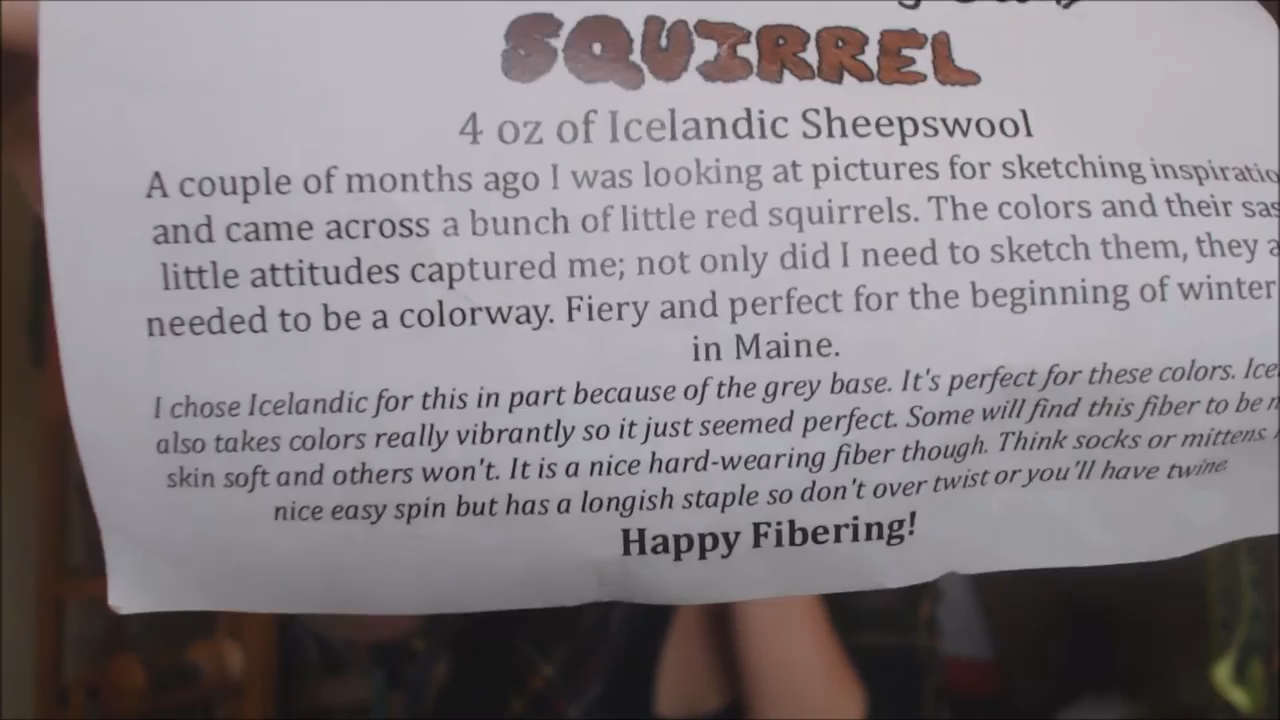 SQUIRREL
4 oz of Icelandic Sheepswool
A couple of months ago I was looking at pictures for sketching
and came across a bunch of little red squirrels. The colors and their
little attitudes captured me; not only did I need to sketch them, they
needed to be a colorway. Fiery and perfect for the beginning of winter
in Maine.
I chose Icelandic for this in part because of the grey base. It's perfect for these colors.
also takes colors really vibrantly so it just seemed perfect. Some will find this fiber to be
skin soft and others won't. It is a nice hard-wearing fiber though. Think socks or mittens.
nice easy spin but has a longish staple so don't over twist or you'll have twine.
Happy Fibering!